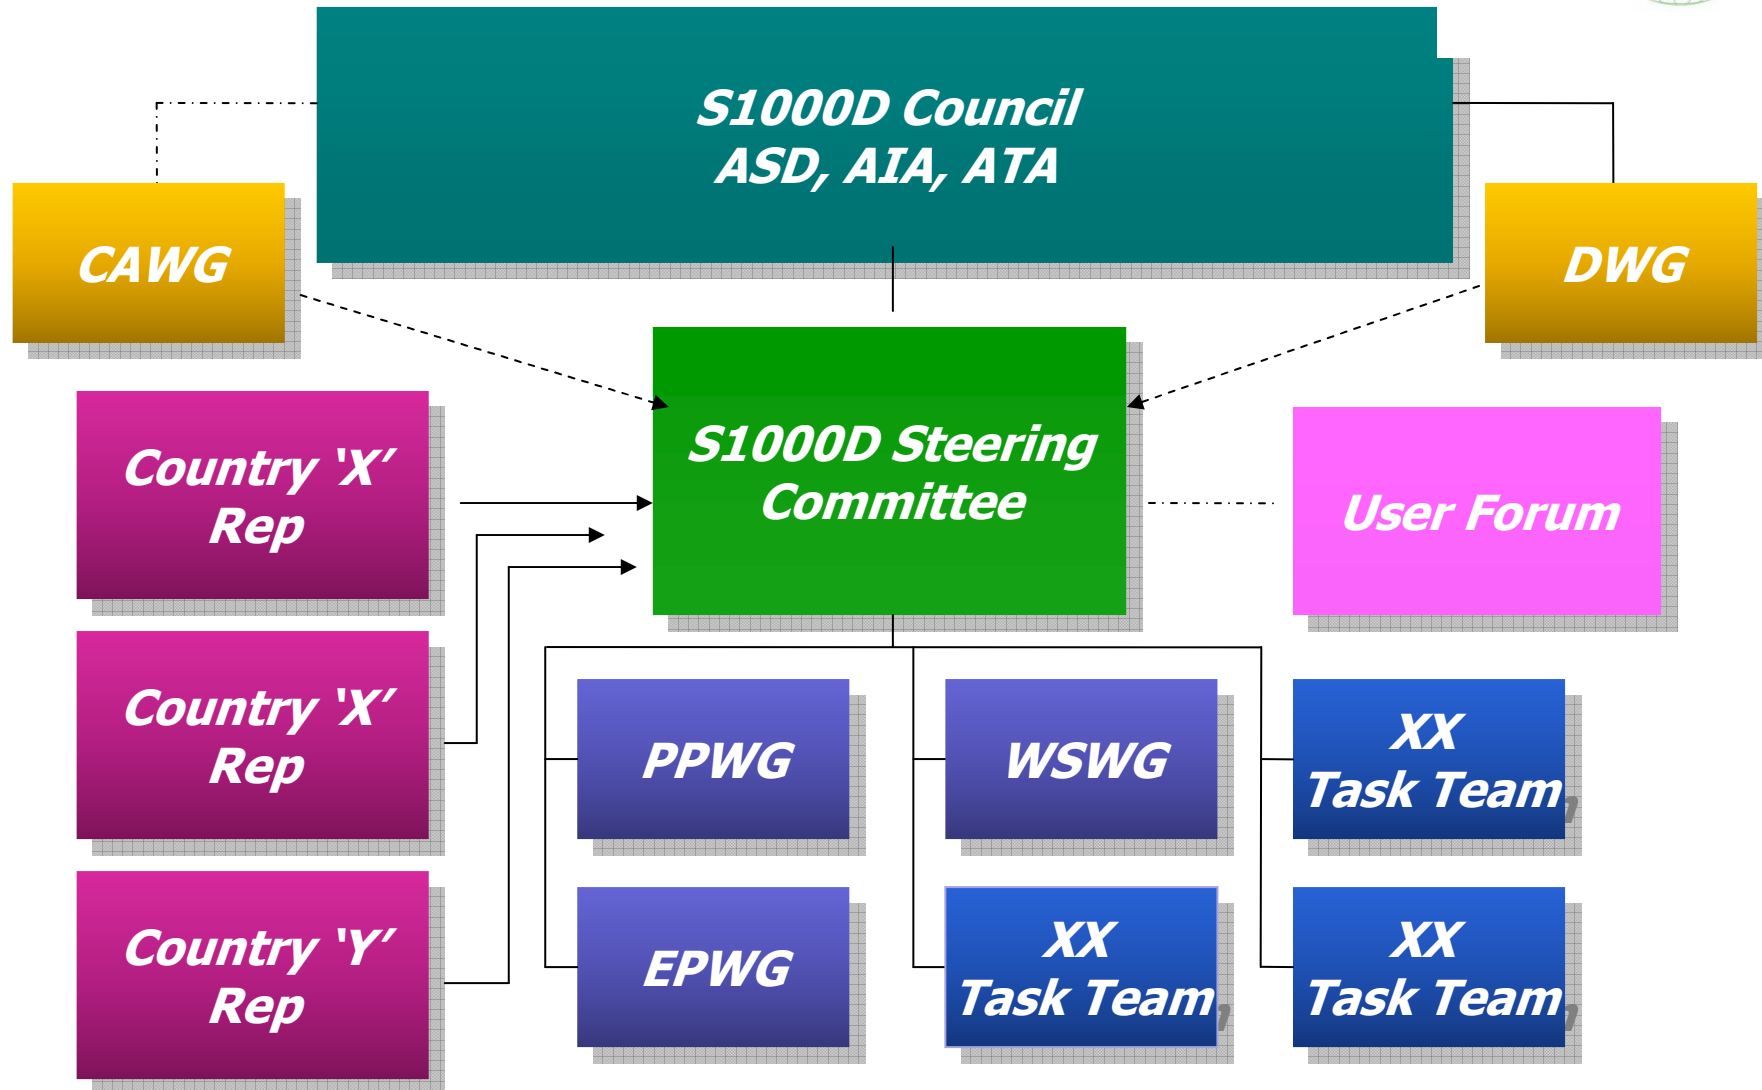 S1000D Council
ASD, AIA, ATA
CAWG
DWG
S1000D Steering
Committee
Country ‘X’
Rep
User Forum
Country ‘X’
Rep
PPWG
WSWG
XX
Task Team
Country ‘Y’
Rep
EPWG
XX
Task Team
XX
Task Team